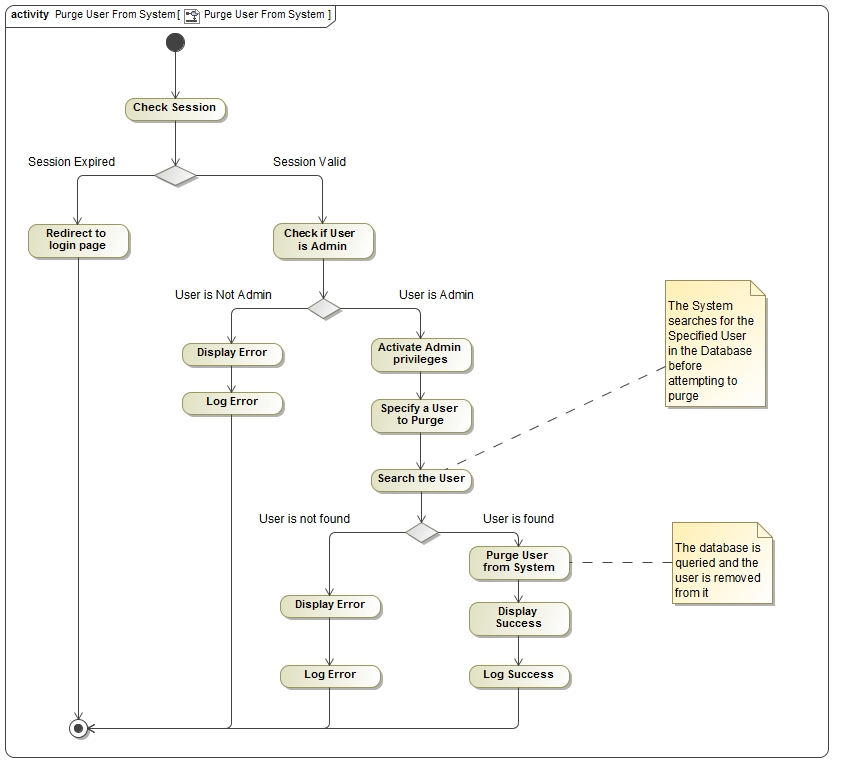 activity Purge User From System [ Purge User From System ]
Check Session
Session Expired
Session Valid
Redirect to
login page
Check if User
is Admin
User is Not Admin
User is Admin
Display Error
Activate Admin
privileges
Log Error
Specify a User
to Purge
The System
searches for the
Specified User
in the Database
before
attempting to
purge
Search the User
User is not found
User is found
Purge User
from System
The database is
queried and the
user is removed
from it
Display Error
Display
Success
Log Error
Log Success